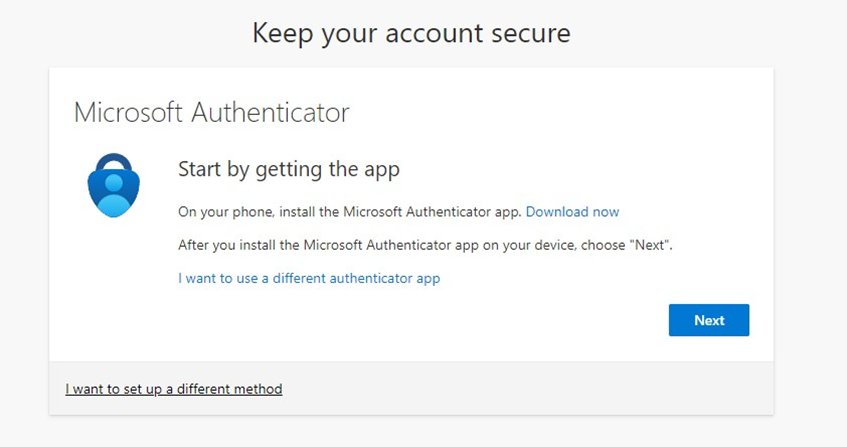 Keep your account secure
Microsoft Authenticator
Start by getting the app
On your phone, install the Microsoft Authenticator app. Download now
After you install the Microsoft Authenticator app on your device, choose "Next".
I want to use a different authenticator app
Next
I want to set up a different method